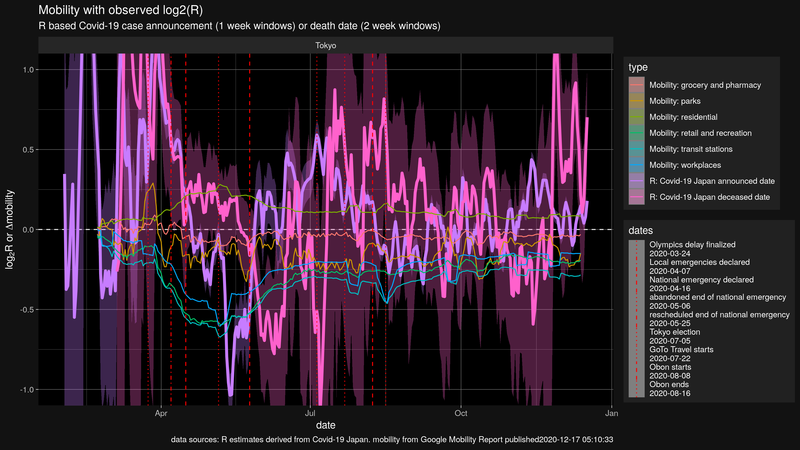 Mobility with observed log2(R)
R based Covid-19 case announcement (1 week windows) or death date (2 week windows)
Tokyo
1.0
0.5
0.0
-0.5
-1.0
log2R or Δmobility
Apr
Jul
Oct
Jan
date
type
Mobility: grocery and pharmacy
Mobility: parks
Mobility: residential
Mobility: retail and recreation
Mobility: transit stations
Mobility: workplaces
R: Covid-19 Japan announced date
R: Covid-19 Japan deceased date
dates
Olympics delay finalized
2020-03-24
Local emergencies declared
2020-04-07
National emergency declared
2020-04-16
abandoned end of national emergency
2020-05-06
rescheduled end of national emergency
2020-05-25
Tokyo election
2020-07-05
GoTo Travel starts
2020-07-22
Obon starts
2020-08-08
Obon ends
2020-08-16
data sources: R estimates derived from Covid-19 Japan. mobility from Google Mobility Report published2020-12-17 05:10:33